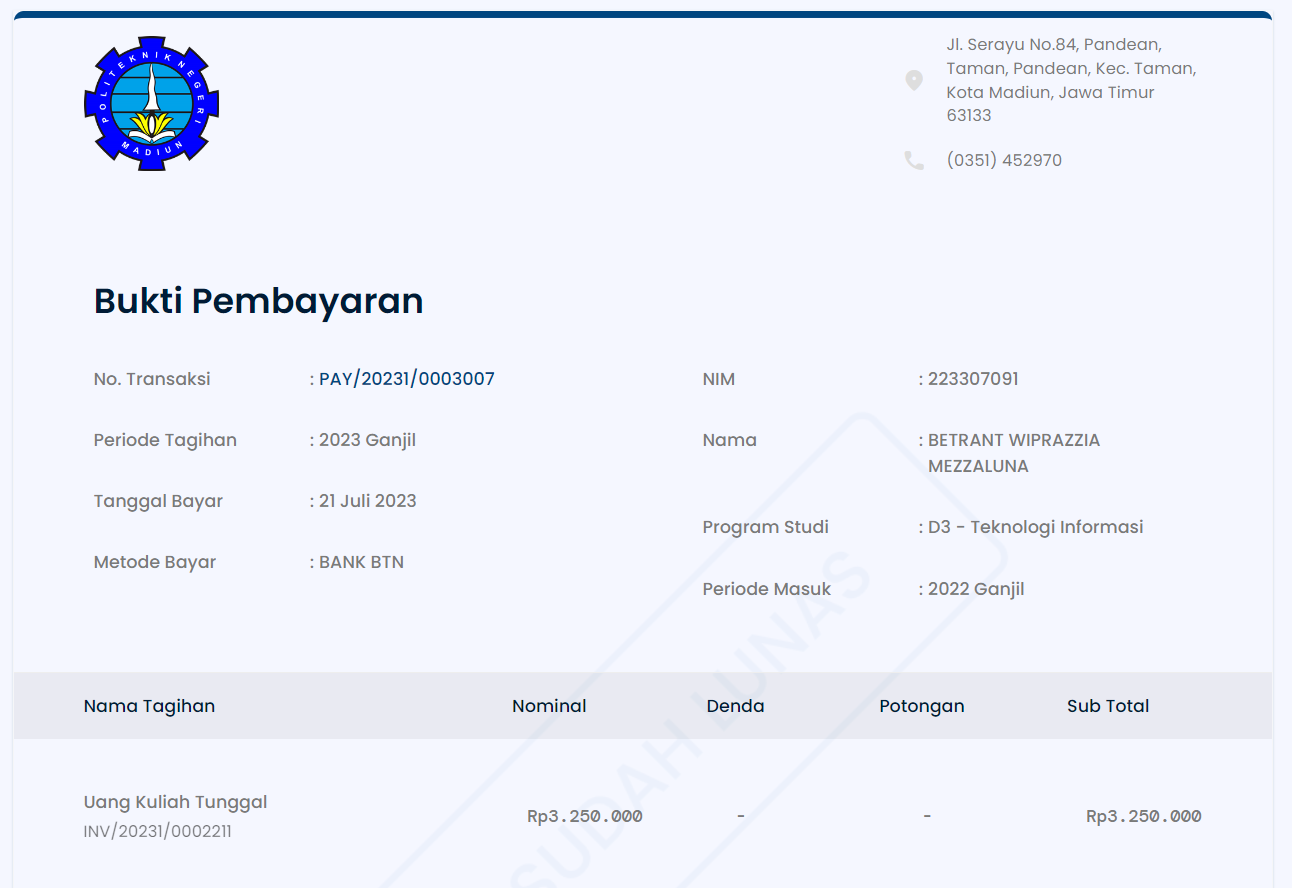 POLITEKNIK NEGERI
MADIUN
Jl. Serayu No.84, Pandean,
Taman, Pandean, Kec. Taman,
Kota Madiun, Jawa Timur
63133
(0351) 452970
Bukti Pembayaran
No. Transaksi : PAY/20231/0003007
Periode Tagihan : 2023 Ganjil
Tanggal Bayar : 21 Juli 2023
Metode Bayar : BANK BTN
NIM : 223307091
Nama : BETRANT WIPRAZZIA
MEZZALUNA
Program Studi : D3 - Teknologi Informasi
Periode Masuk : 2022 Ganjil
SUDAH LUNAS
Nama Tagihan Nominal Denda Potongan Sub Total
Uang Kuliah Tunggal
INV/20231/0002211
Rp3.250.000 - - Rp3.250.000